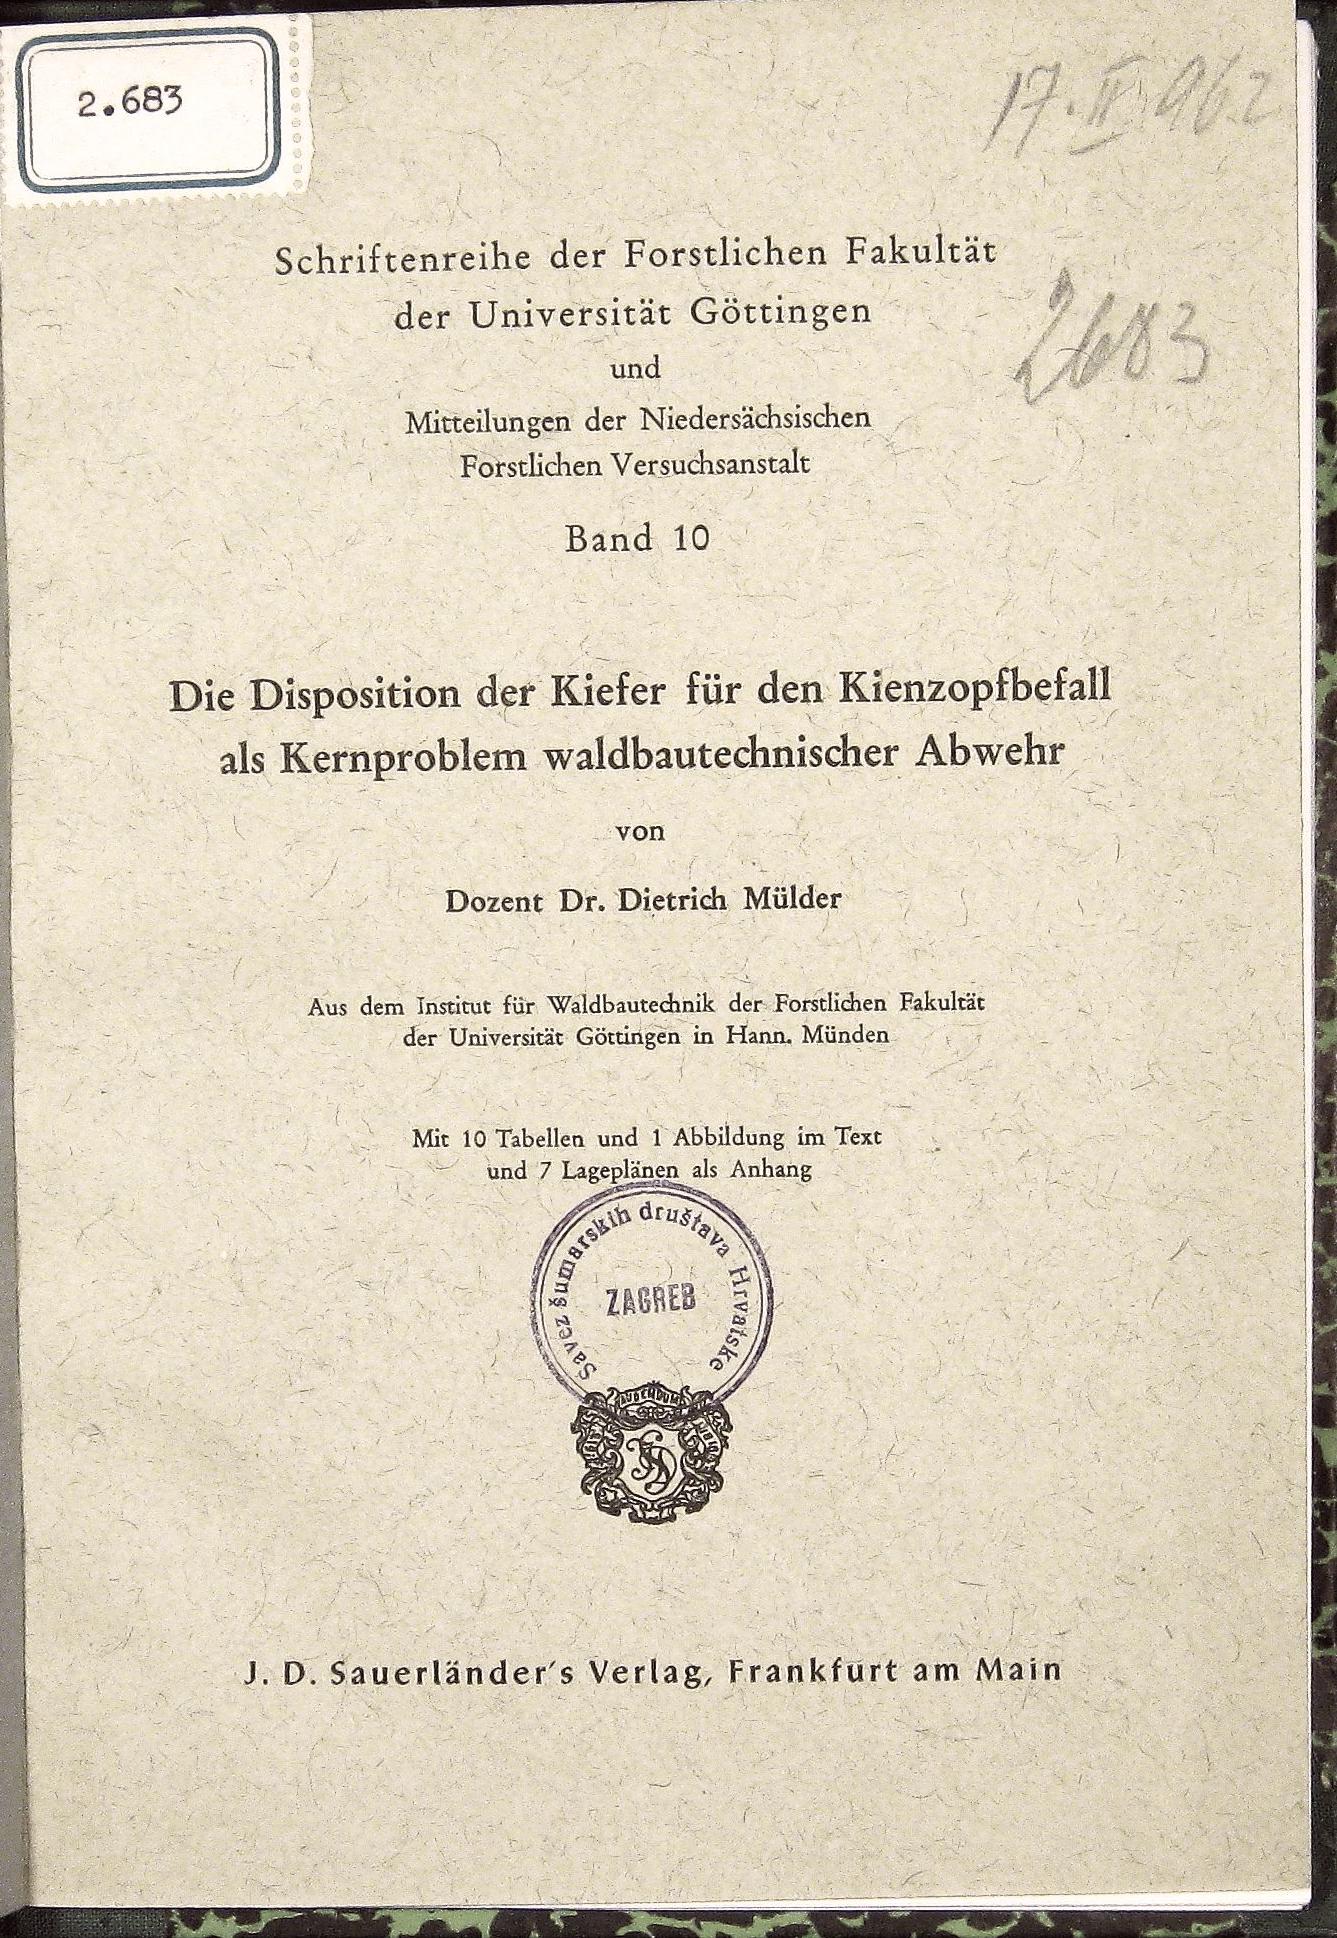 2.683
17. II 962
Schriftenreihe der Forstlichen Fakultät
der Universität Göttingen
2683
und
Mitteilungen der Niedersächsischen
Forstlichen Versuchsanstalt
Band 10
Die Disposition der Kiefer für den Kienzopfbefall
als Kernproblem waldbautechnischer Abwehr
von
Dozent Dr. Dietrich Mülder
Aus dem Institut für Waldbautechnik der Forstlichen Fakultät
der Universität Göttingen in Hann. Münden
Mit 10 Tabellen und 1 Abbildung im Text
und 7 Lageplänen als Anhang
Savez šumarskih društava Hrvatske
ZAGREB
J. D. Sauerländer's Verlag, Frankfurt am Main